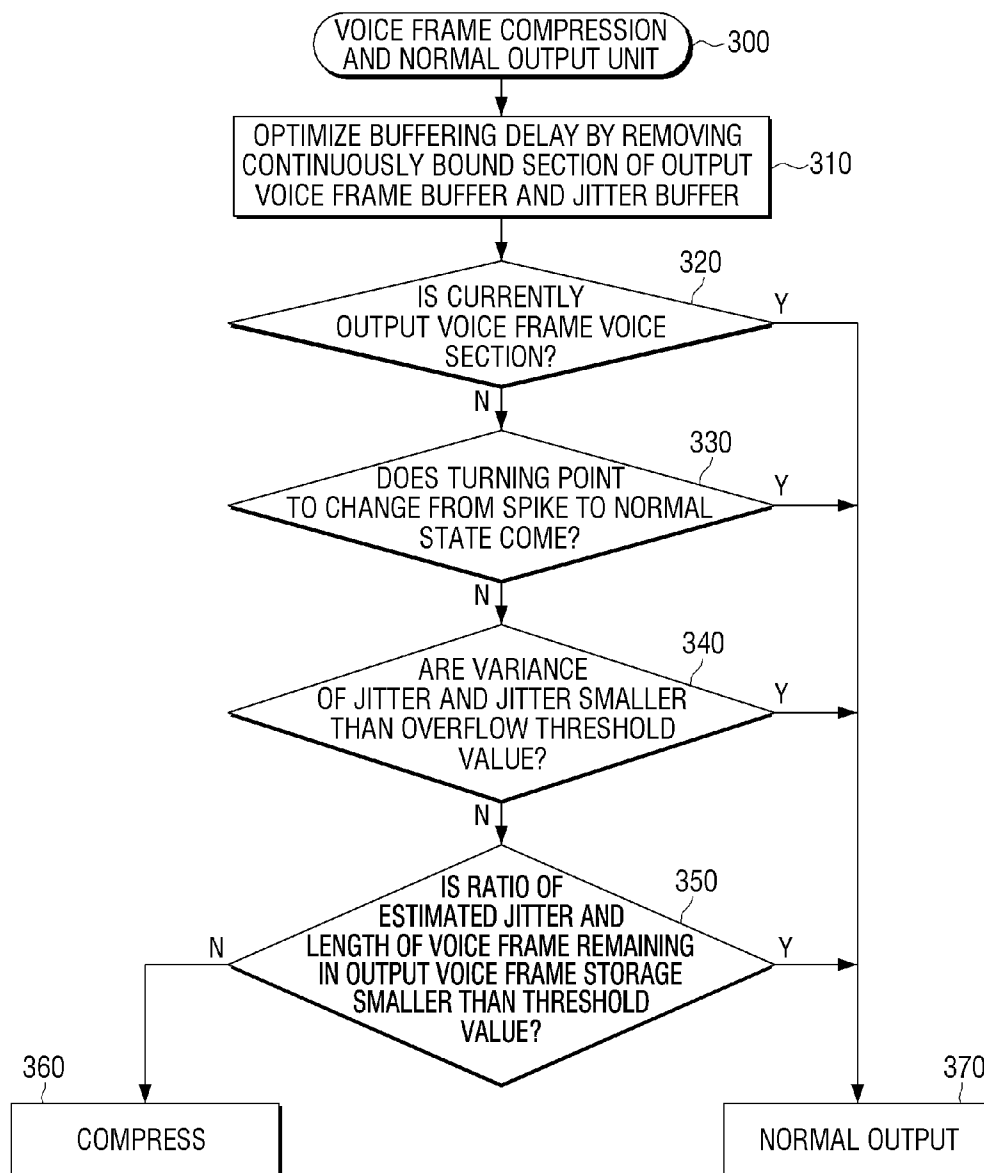 VOICE FRAME COMPRESSION
AND NORMAL OUTPUT UNIT
300
OPTIMIZE BUFFERING DELAY BY REMOVING
CONTINUOUSLY BOUND SECTION OF OUTPUT
VOICE FRAME BUFFER AND JITTER BUFFER
310
320
IS CURRENTLY
OUTPUT VOICE FRAME VOICE
SECTION?
Y
N
330
DOES TURNING POINT
TO CHANGE FROM SPIKE TO NORMAL
STATE COME?
Y
N
340
ARE VARIANCE
OF JITTER AND JITTER SMALLER
THAN OVERFLOW THRESHOLD
VALUE?
Y
N
350
IS RATIO OF
ESTIMATED JITTER AND
LENGTH OF VOICE FRAME REMAINING
IN OUTPUT VOICE FRAME STORAGE
SMALLER THAN THRESHOLD
VALUE?
N
Y
360
COMPRESS
370
NORMAL OUTPUT